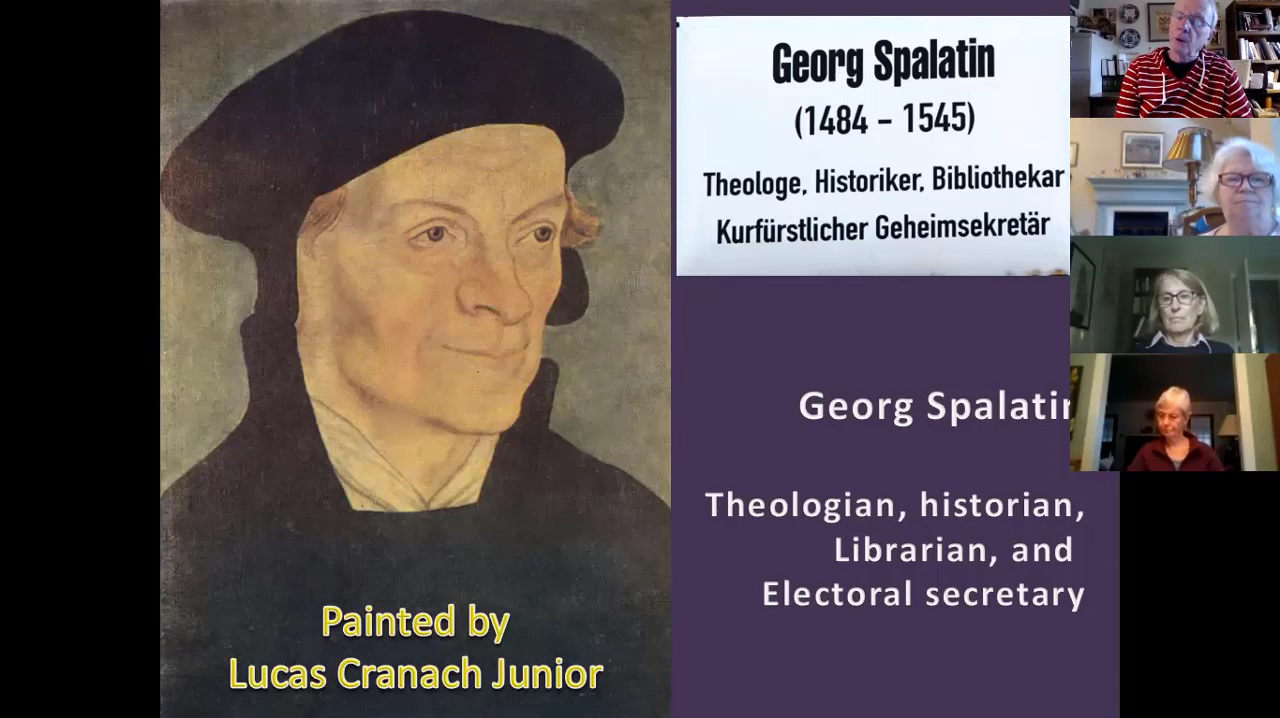 Georg Spalatin
(1484 – 1545)
Theologe, Historiker, Bibliothekar
Kurfürstlicher Geheimsekretär
Georg Spalatin
Theologian, historian,
Librarian, and
Electoral secretary
Painted by
Lucas Cranach Junior